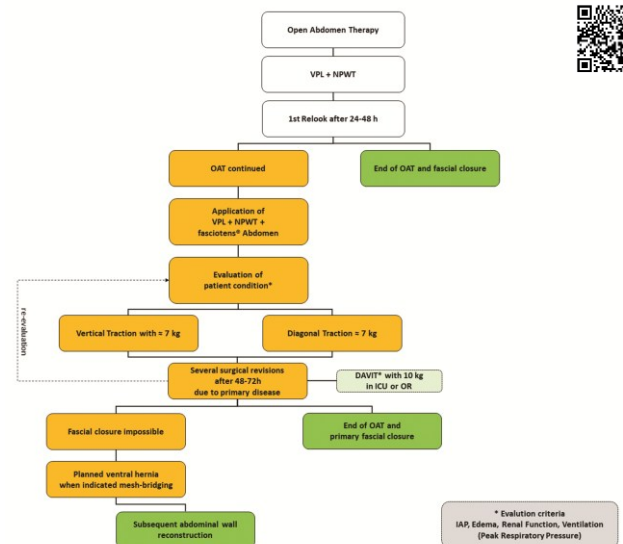 Open Abdomen Therapy
VPL + NPWT
1st Relook after 24-48 h
OAT continued
End of OAT and fascial closure
Application of
VPL + NPWT +
fasciotens® Abdomen
Evaluation of
patient condition*
re-evaluation
Vertical Traction with ≈ 7 kg
Diagonal Traction ≈ 7 kg
Several surgical revisions
after 48-72h
due to primary disease
DAVIT* with 10 kg
in ICU or OR
Fascial closure impossible
End of OAT and
primary fascial closure
Planned ventral hernia
when indicated mesh-bridging
Subsequent abdominal wall
reconstruction
* Evalution criteria
IAP, Edema, Renal Function, Ventilation
(Peak Respiratory Pressure)